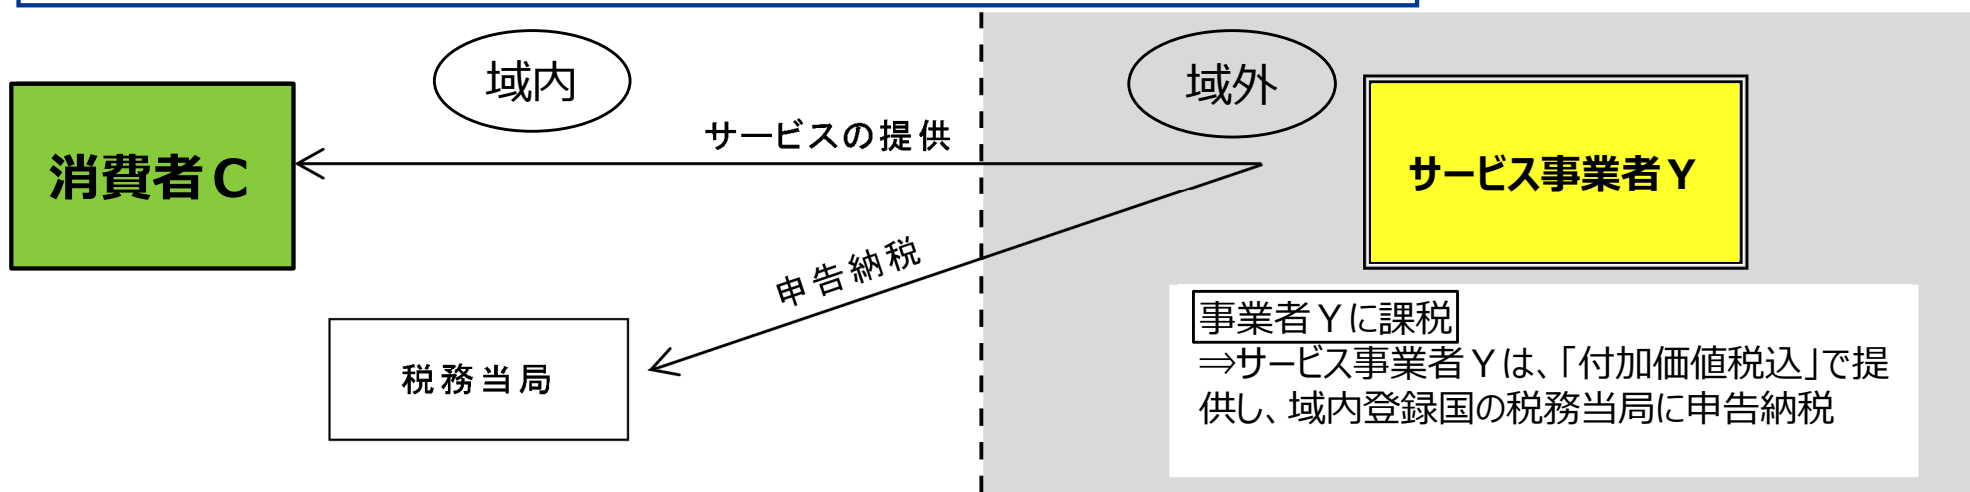 域内
域外
サービスの提供
消費者C
サービス事業者Y
申告納税
税務当局
事業者Yに課税
⇒サービス事業者Yは、「付加価値税込」で提
供し、域内登録国の税務当局に申告納税